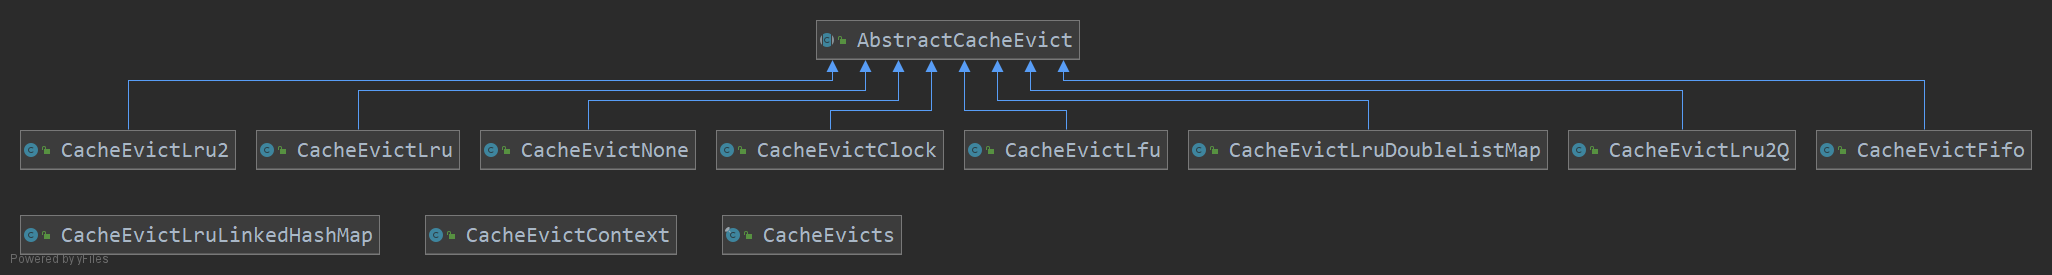 AbstractCacheEvict
CacheEvictLru2 CacheEvictLru CacheEvictNone CacheEvictClock CacheEvictLfu CacheEvictLruDoubleListMap CacheEvictLru2Q CacheEvictFifo
CacheEvictLruLinkedHashMap CacheEvictContext CacheEvicts
Powered by yFiles